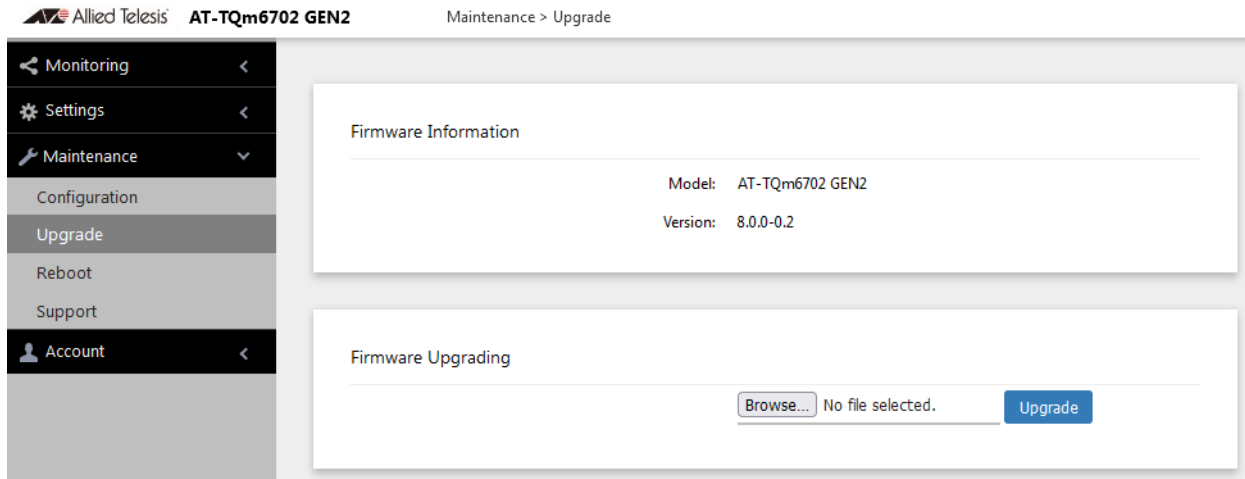 Allied Telesis AT-TQm6702 GEN2 Maintenance > Upgrade
Monitoring
Settings
Maintenance
Configuration
Upgrade
Reboot
Support
Account
Firmware Information
Model: AT-TQm6702 GEN2
Version: 8.0.0-0.2
Firmware Upgrading
Browse... No file selected. Upgrade